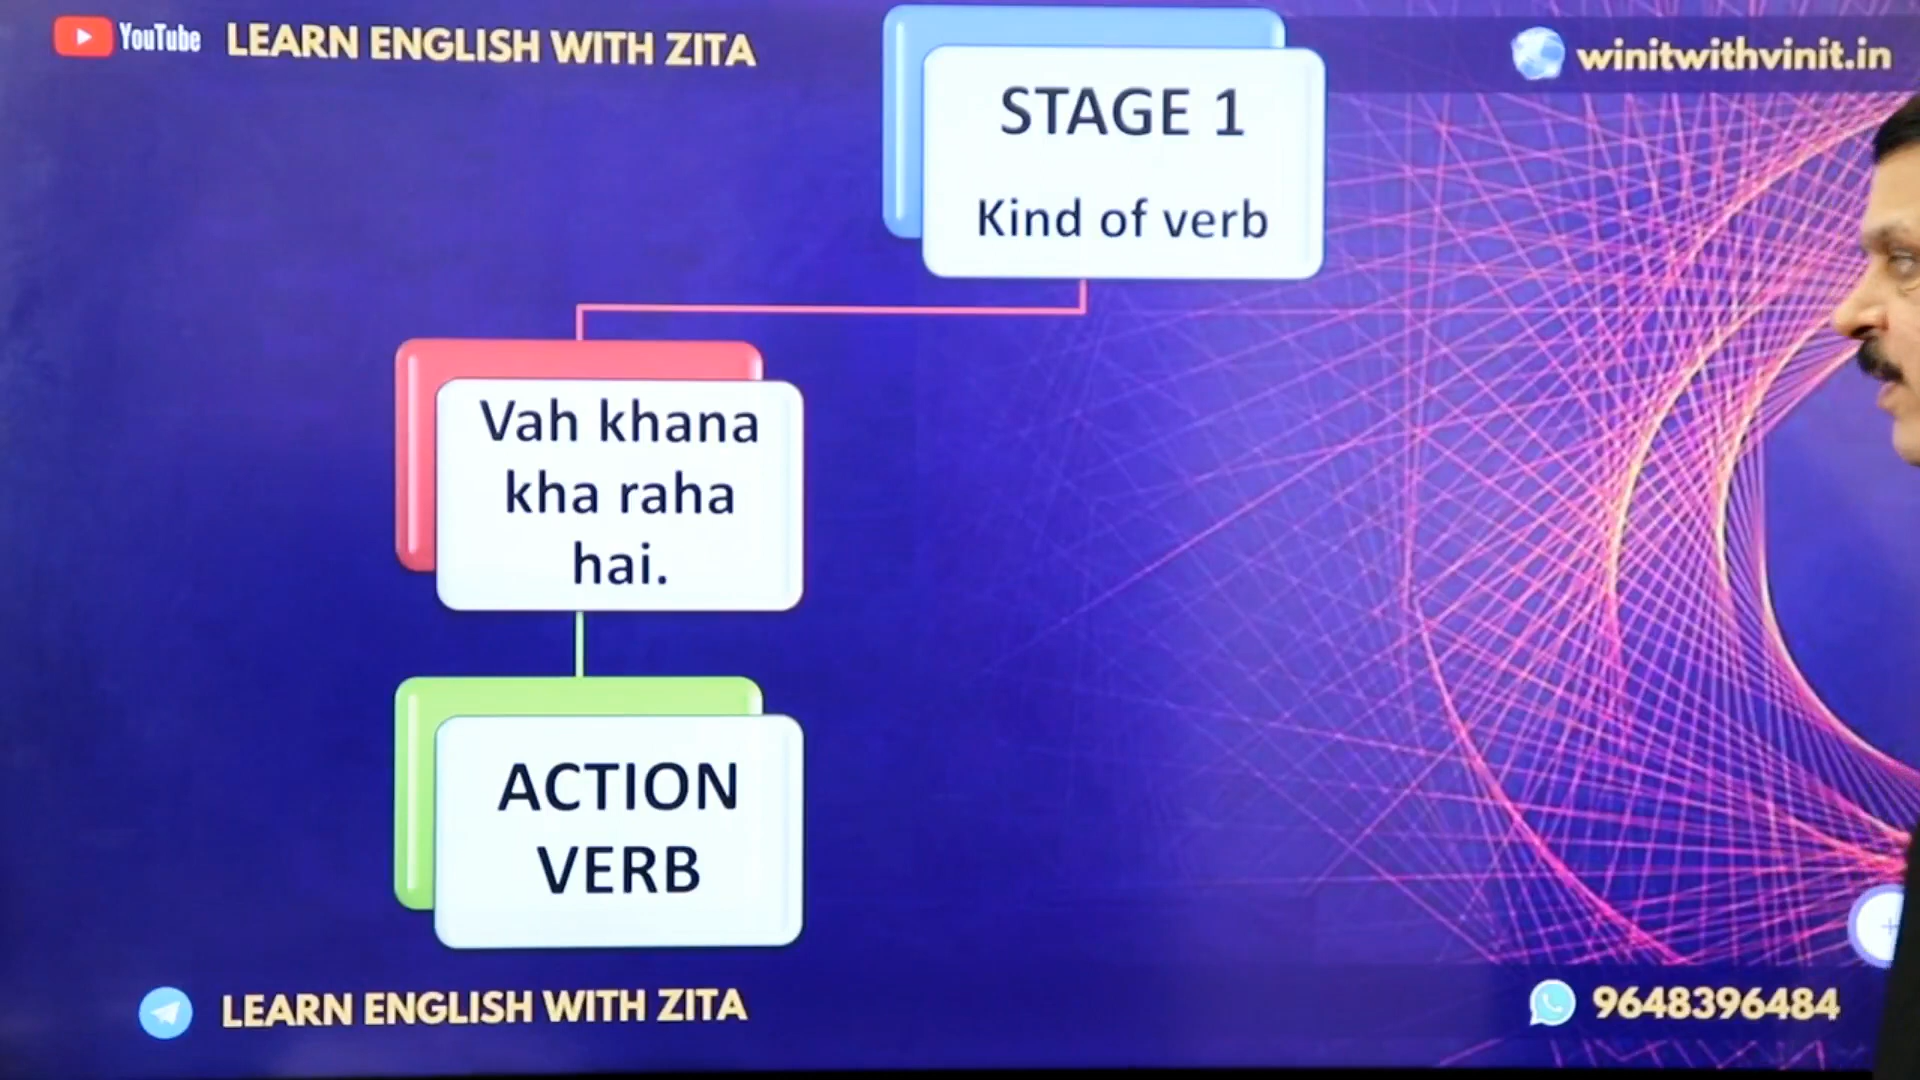 YouTube LEARN ENGLISH WITH ZITA
winitwithvinit.in
STAGE 1
Kind of verb
Vah khana
kha raha
hai.
ACTION
VERB
LEARN ENGLISH WITH ZITA
9648396484